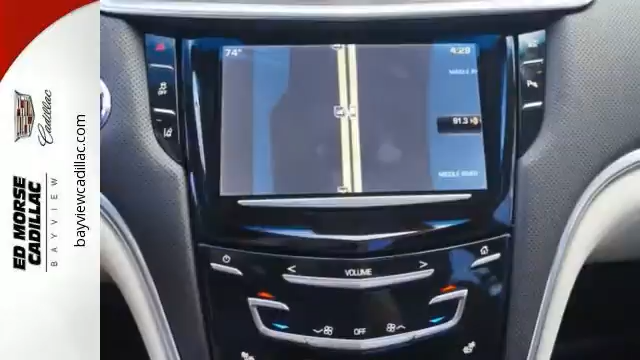 Cadillac
ED MORSE
CADILLAC
BAYVIEW
bayviewcadillac.com
74°
4:29
91.3
VOLUME
OFF